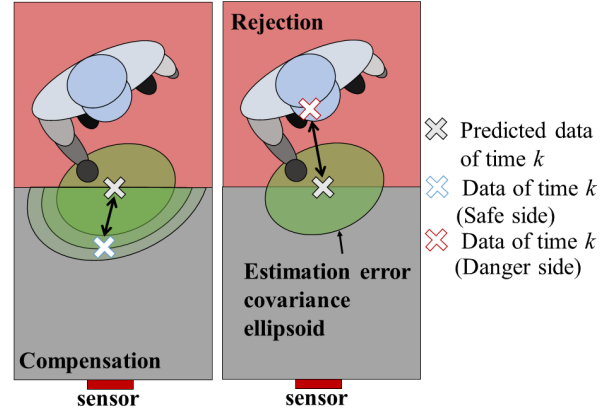 Rejection
Predicted data
of time k
Data of time k
(Safe side)
Data of time k
(Danger side)
Estimation error
covariance
ellipsoid
Compensation
sensor
sensor